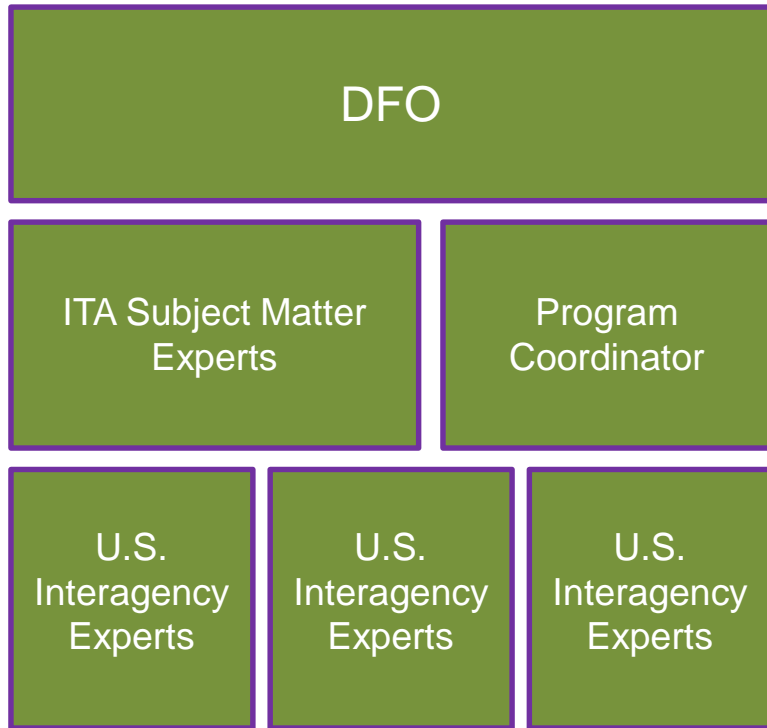 DFO
ITA Subject Matter
Experts
Program
Coordinator
U.S.
Interagency
Experts
U.S.
Interagency
Experts
U.S.
Interagency
Experts